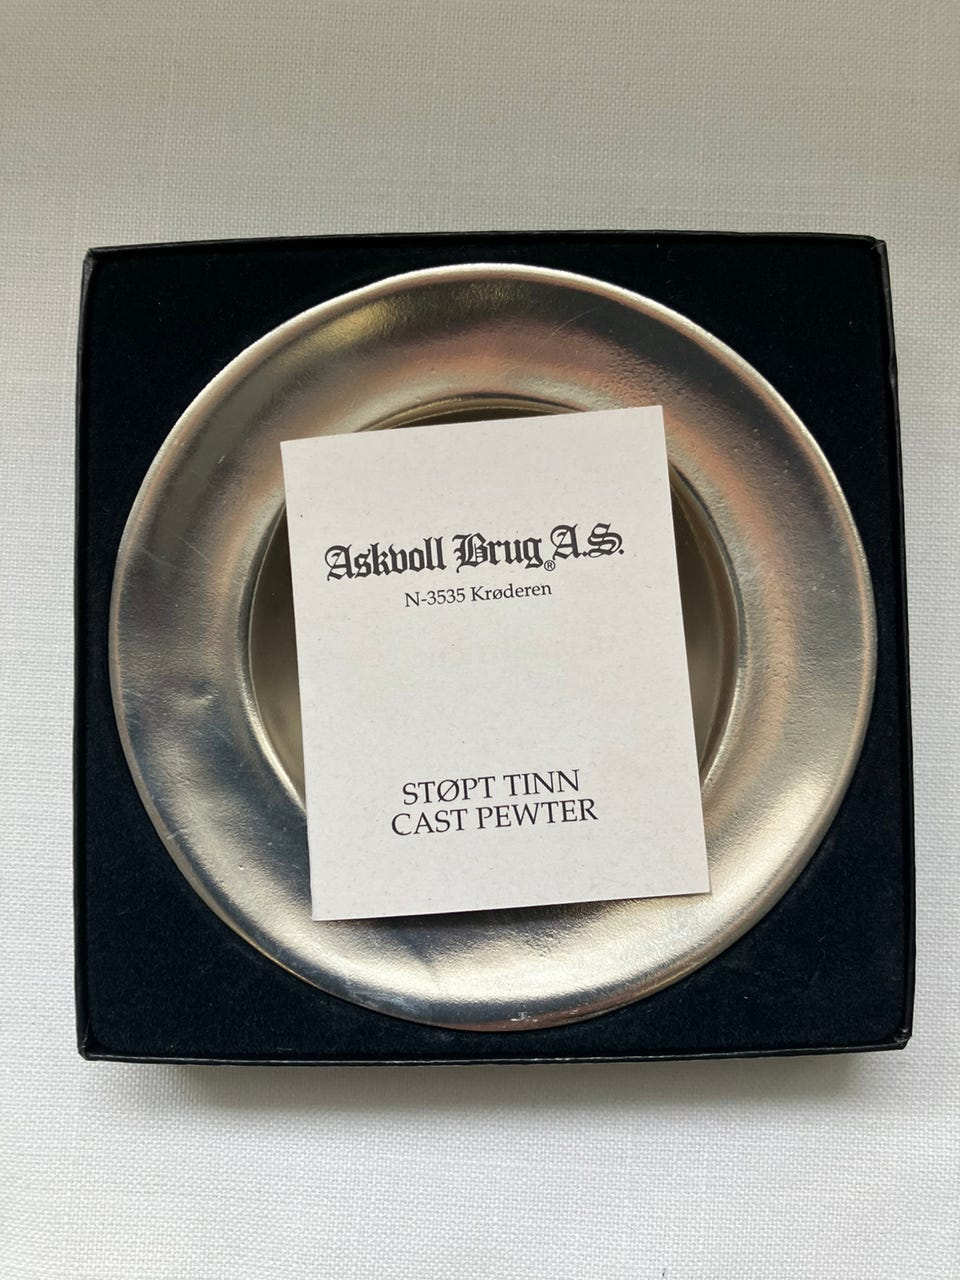 Askvoll Brug® A.S.
N-3535 Krøderen
STØPT TINN
CAST PEWTER